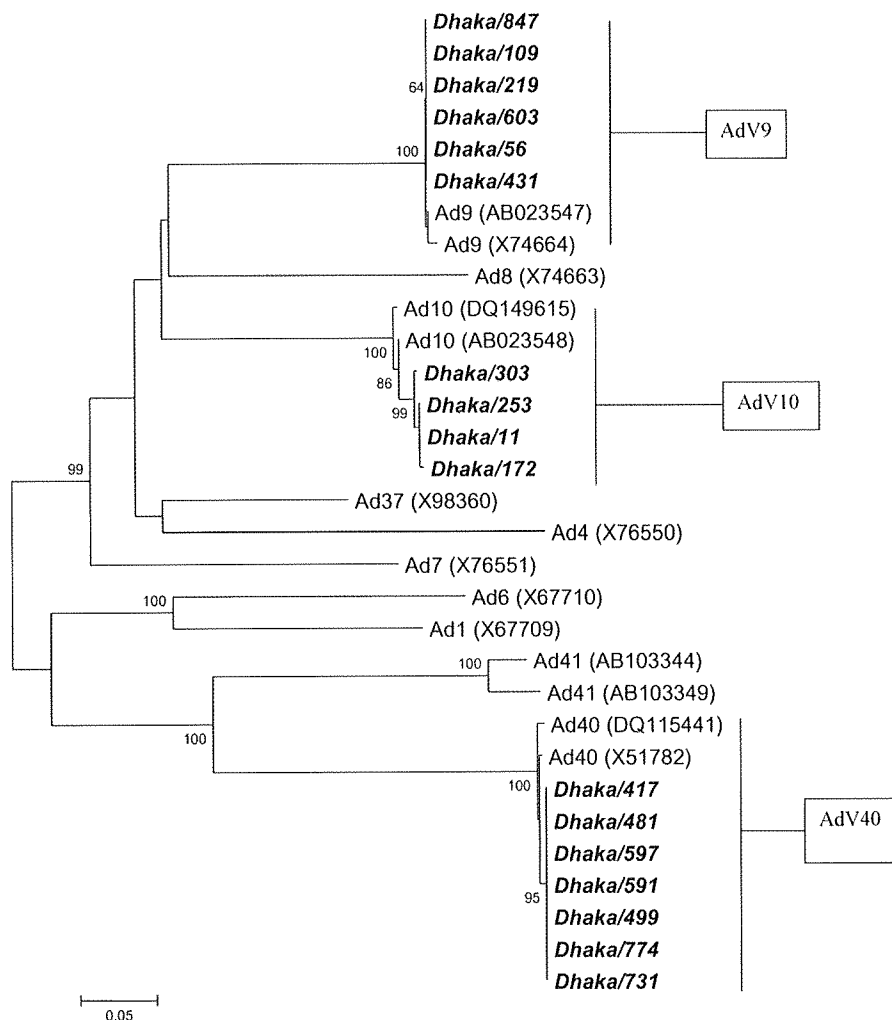 Dhaka/847
Dhaka/109
64
Dhaka/219
Dhaka/603
AdV9
100
Dhaka/56
Dhaka/431
Ad9 (AB023547)
Ad9 (X74664)
Ad8 (X74663)
Ad10 (DQ149615)
Ad10 (AB023548)
100
Dhaka/303
86
Dhaka/253
AdV10
99
Dhaka/11
Dhaka/172
99
Ad37 (X98360)
Ad4 (X76550)
Ad7 (X76551)
Ad6 (X67710)
100
Ad1 (X67709)
Ad41 (AB103344)
100
Ad41 (AB103349)
Ad40 (DQ115441)
100
Ad40 (X51782)
100
Dhaka/417
Dhaka/481
AdV40
Dhaka/597
Dhaka/591
95
Dhaka/499
Dhaka/774
Dhaka/731
0.05